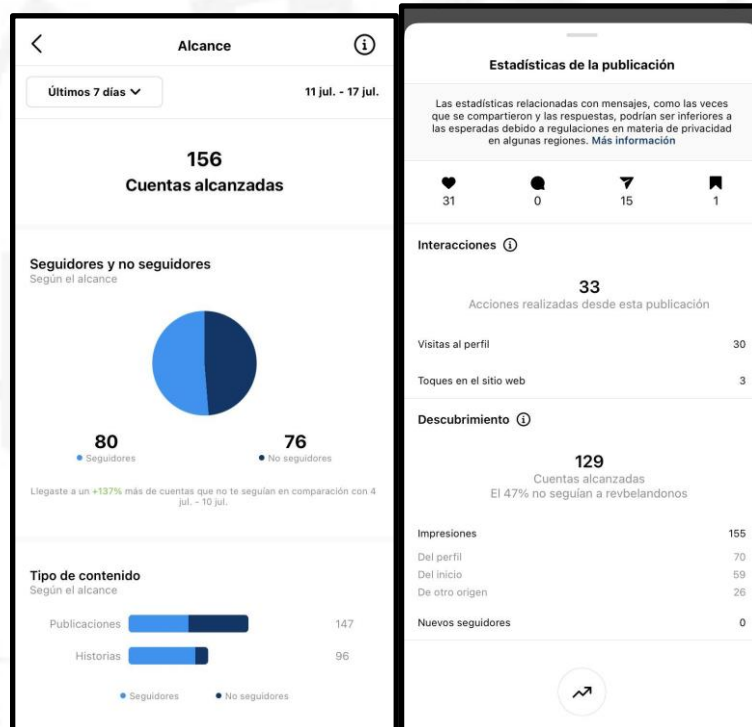 Alcance
Últimos 7 días
11 jul. - 17 jul.
156
Cuentas alcanzadas
Seguidores y no seguidores
Según el alcance
80
Seguidores
76
No seguidores
Llegaste a un +137% más de cuentas que no te seguían en comparación con 4
jul. - 10 jul.
Tipo de contenido
Según el alcance
Publicaciones 147
Historias 96
Seguidores No seguidores
Estadísticas de la publicación
Las estadísticas relacionadas con mensajes, como las veces
que se compartieron y las respuestas, podrían ser inferiores a
las esperadas debido a regulaciones en materia de privacidad
en algunas regiones. Más información
31 0 15 1
Interacciones
33
Acciones realizadas desde esta publicación
Visitas al perfil 30
Toques en el sitio web 3
Descubrimiento
129
Cuentas alcanzadas
El 47% no seguían a revbelandonos
Impresiones 155
Del perfil 70
Del inicio 59
De otro origen 26
Nuevos seguidores 0